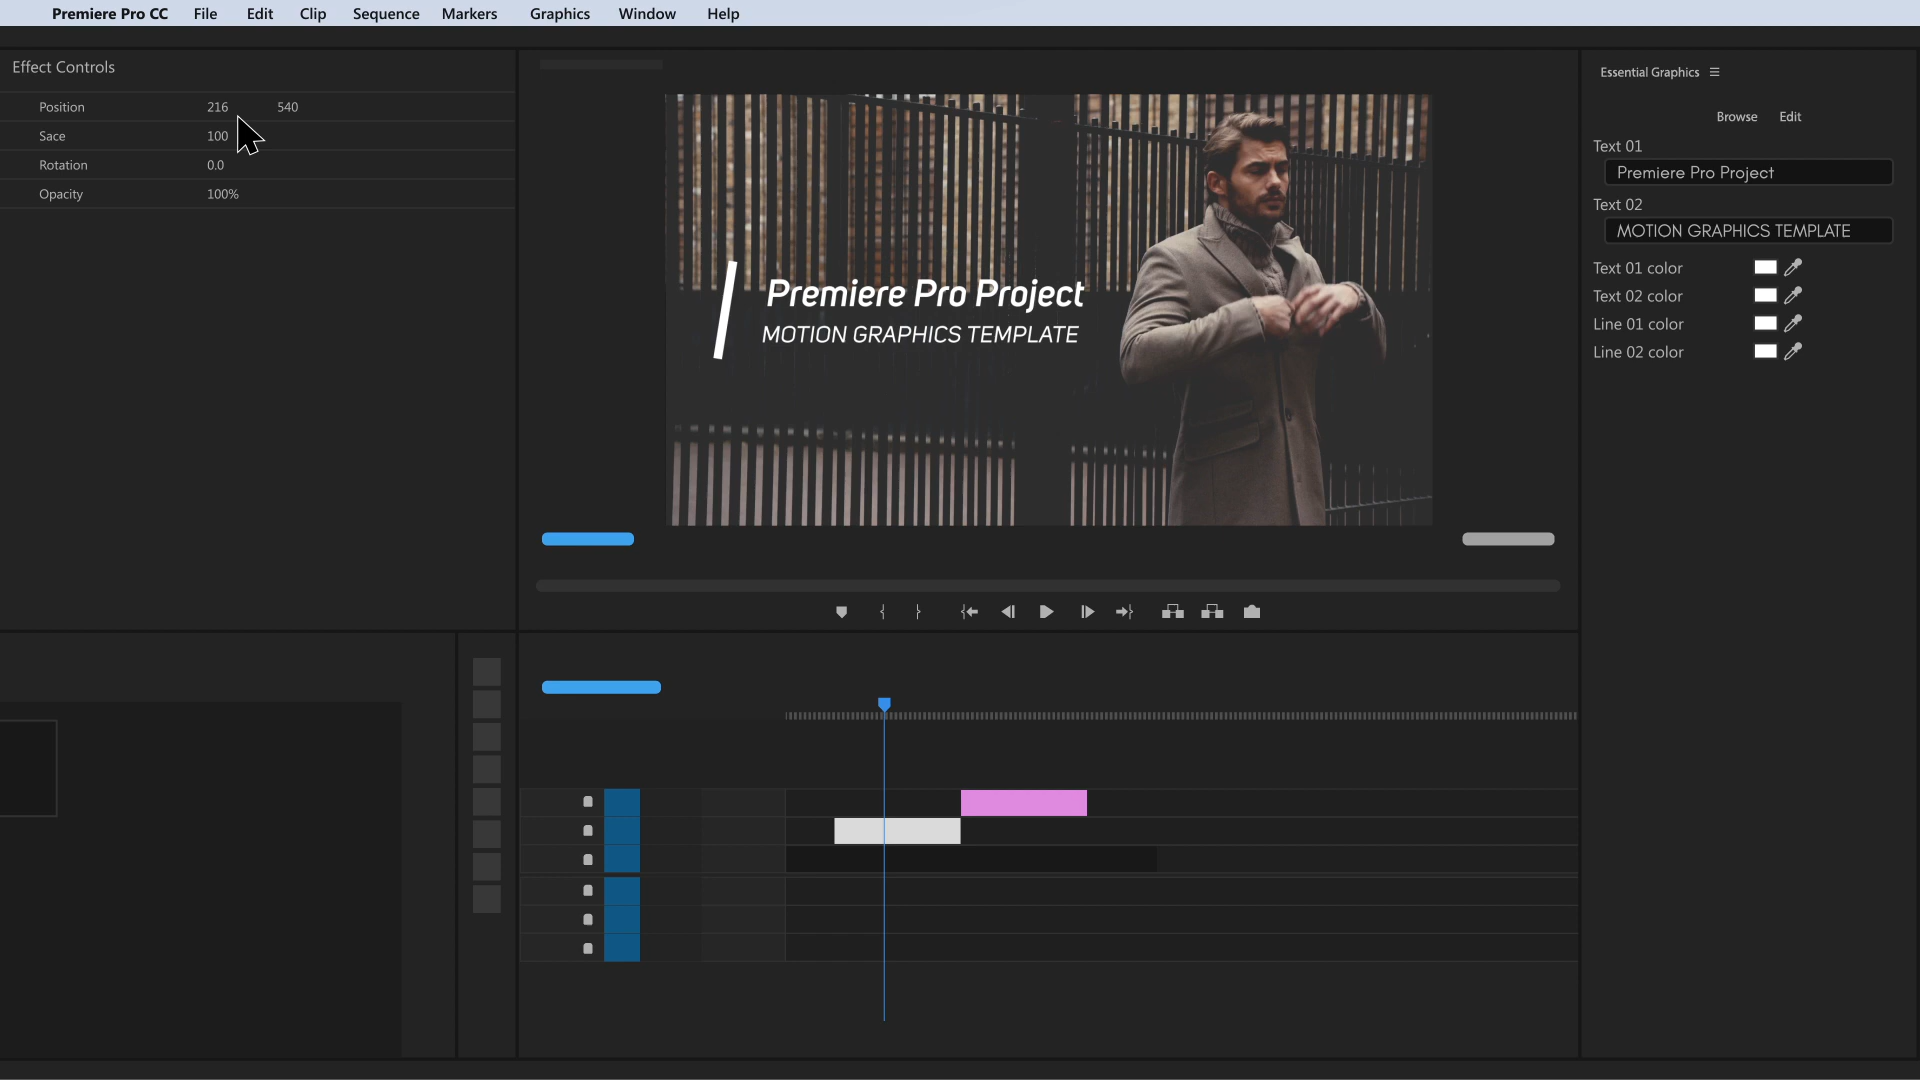 Premiere Pro CC File Edit Clip Sequence Markers Graphics Window Help
Effect Controls
Position 216 540
Sace 100
Rotation 0.0
Opacity 100%
Premiere Pro Project
MOTION GRAPHICS TEMPLATE
Essential Graphics
Browse Edit
Text 01
Premiere Pro Project
Text 02
MOTION GRAPHICS TEMPLATE
Text 01 color
Text 02 color
Line 01 color
Line 02 color